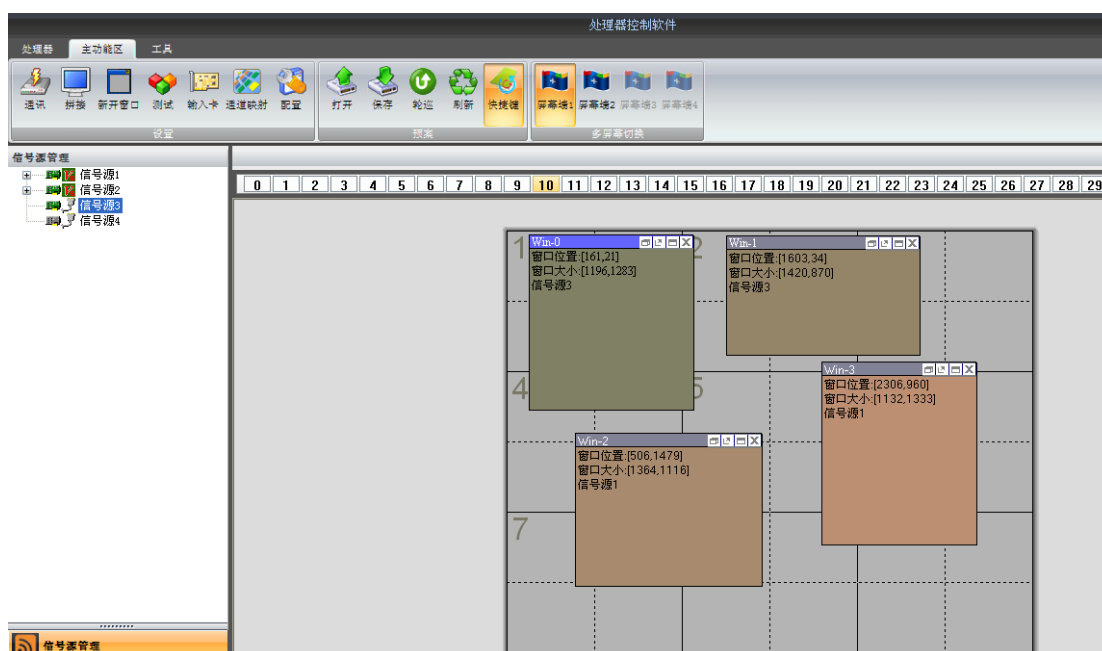 处理器控制软件
处理器 主功能区 工具
通讯 拼接 新开窗口 测试 输入卡 通道映射 配置 打开 保存 轮巡 刷新 快捷键 屏幕墙1 屏幕墙2 屏幕墙3 屏幕墙4
设置 预案 多屏幕切换
信号源管理
信号源1
信号源2
信号源3
信号源4
0 1 2 3 4 5 6 7 8 9 10 11 12 13 14 15 16 17 18 19 20 21 22 23 24 25 26 27 28 29
1
Win-0
窗口位置:[161,21]
窗口大小:[1196,1283]
信号源3
2
Win-1
窗口位置:[1603,34]
窗口大小:[1420,870]
信号源3
4
5
Win-3
窗口位置:[2306,960]
窗口大小:[1132,1333]
信号源1
Win-2
窗口位置:[506,1479]
窗口大小:[1364,1116]
信号源1
7
信号源管理